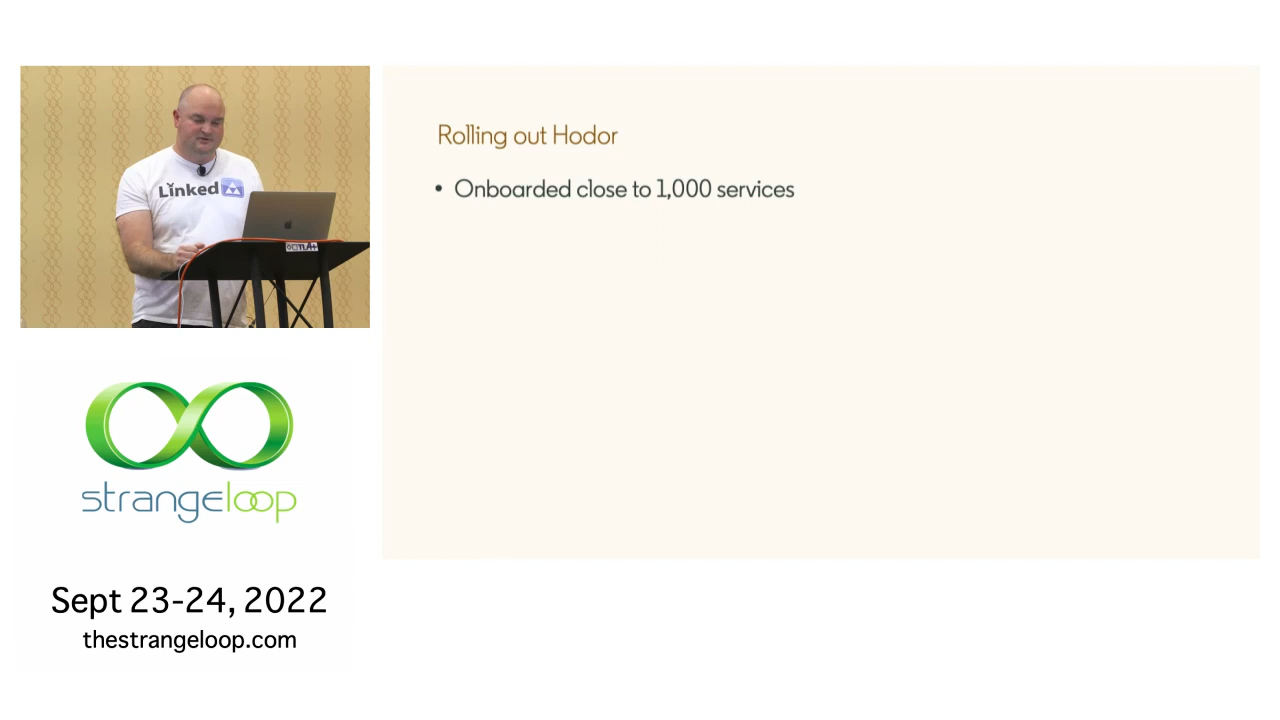 Rolling out Hodor
• Onboarded close to 1,000 services
Linked
strangeloop
Sept 23-24, 2022
thestrangeloop.com